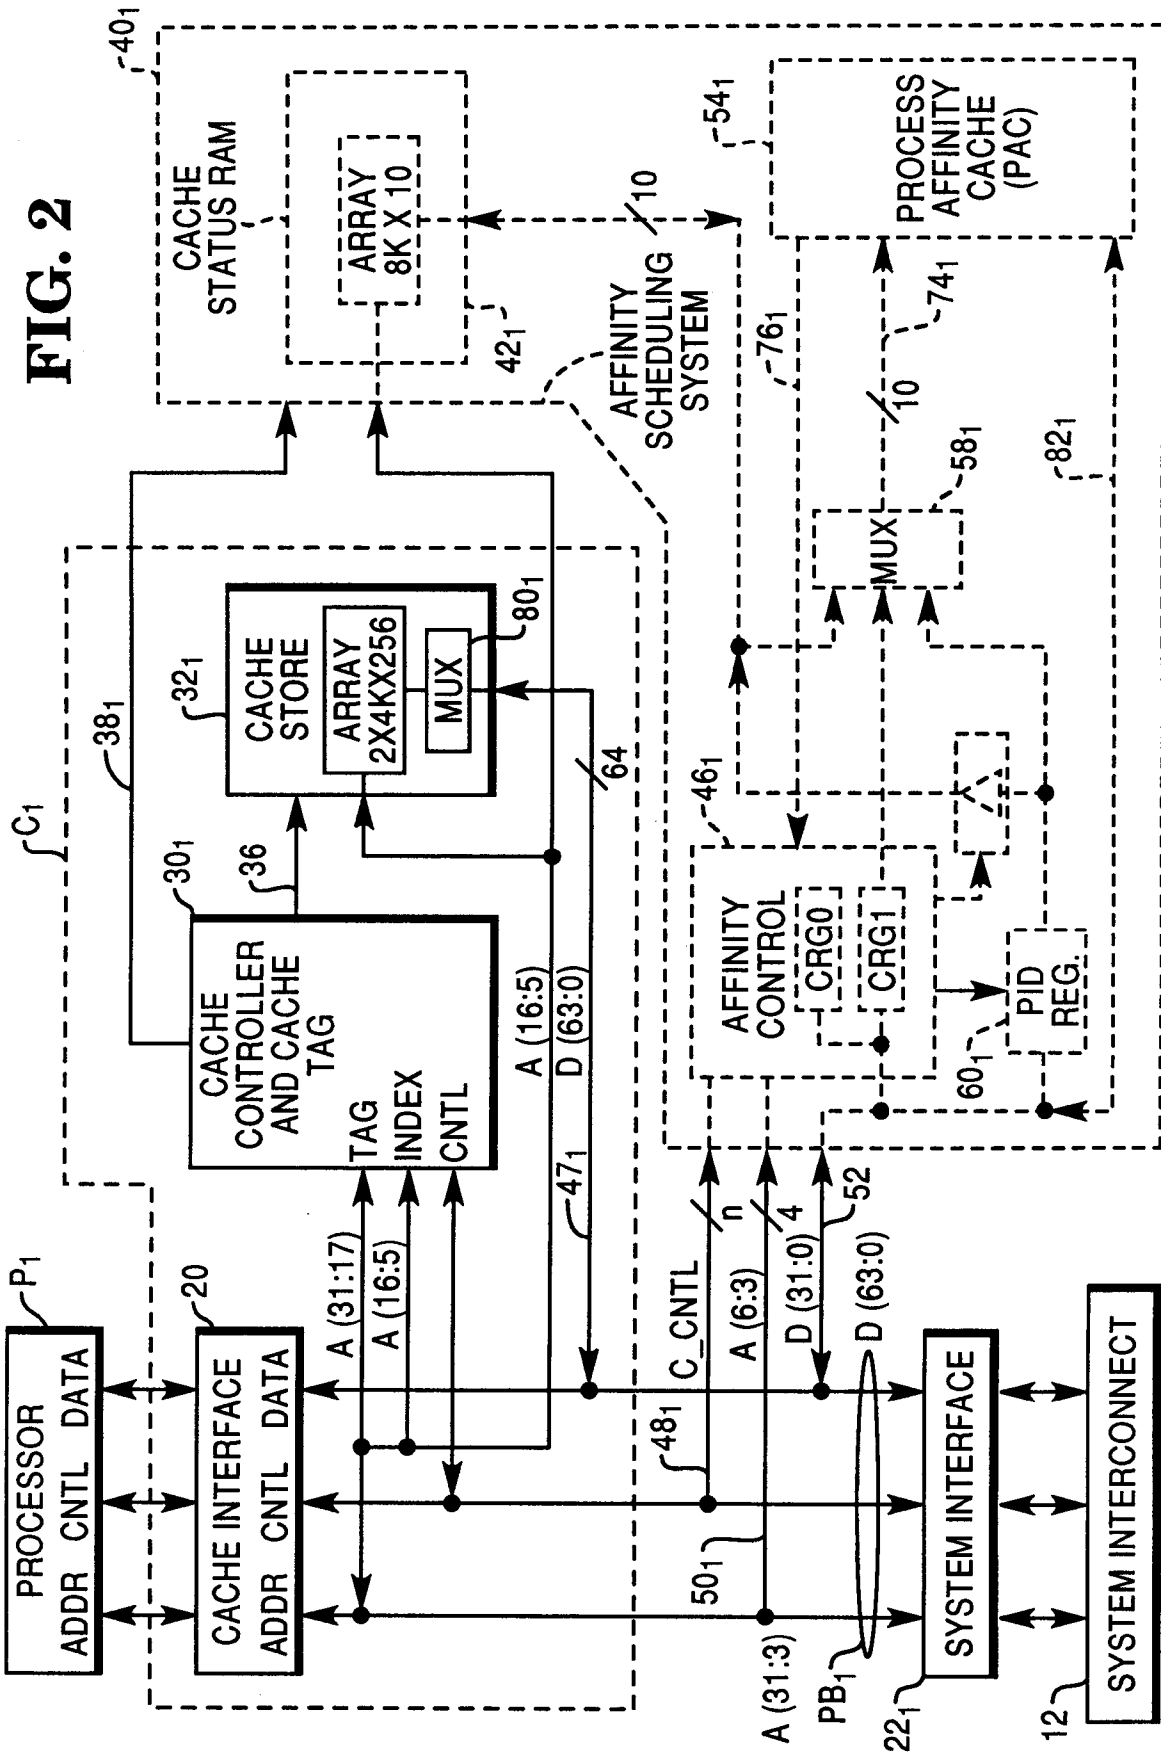 FIG. 2
PROCESSOR
ADDR CNTL DATA
P1
CACHE INTERFACE
ADDR CNTL DATA
20
C1
A (31:17)
A (16:5)
TAG
INDEX
CNTL
CACHE
CONTROLLER
AND CACHE
TAG
301
36
381
CACHE
STORE
321
ARRAY
2X4KX256
MUX
801
A (16:5)
D (63:0)
471
64
401
CACHE
STATUS RAM
ARRAY
8K X 10
421
10
AFFINITY
SCHEDULING
SYSTEM
C_CNTL
481
n
A (6:3)
501
4
D (31:0)
52
D (63:0)
A (31:3)
PB1
SYSTEM INTERFACE
221
SYSTEM INTERCONNECT
12
AFFINITY
CONTROL
461
CRG0
CRG1
PID
REG.
601
MUX
581
10
741
761
821
PROCESS
AFFINITY
CACHE
(PAC)
541